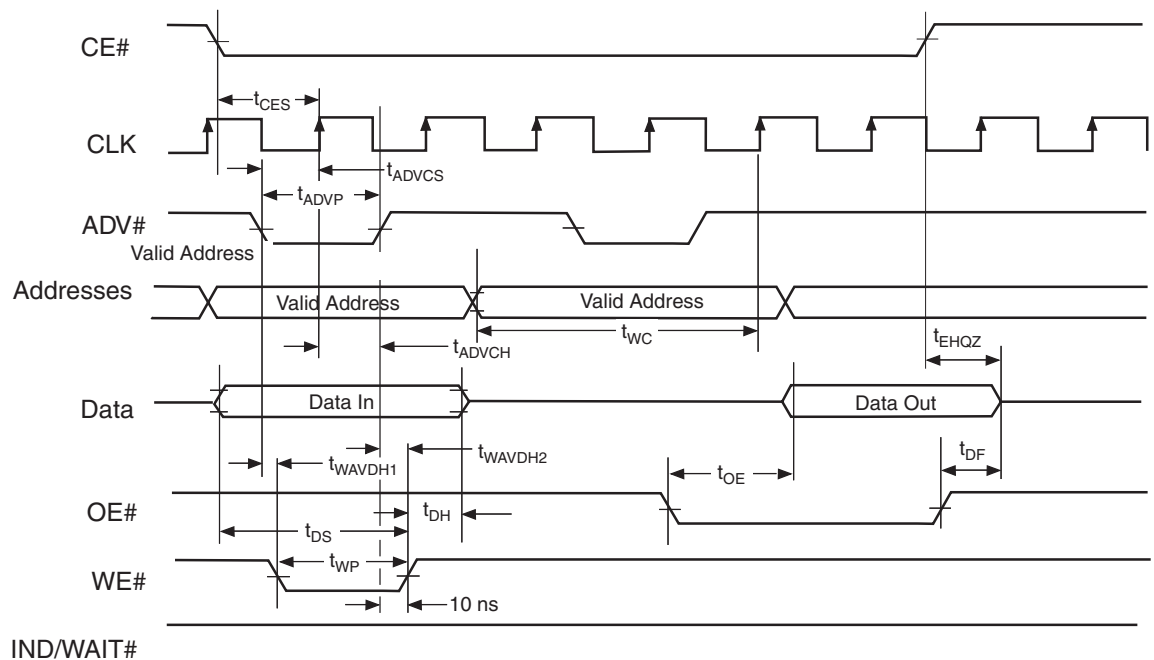 CE#
tCES
CLK
tADVCS
tADVP
ADV#
Valid Address
Addresses
Valid Address
Valid Address
tWC
tADVCH
tEHQZ
Data
Data In
Data Out
tWAVDH1
tWAVDH2
tOE
tDF
OE#
tDH
tDS
tWP
WE#
10 ns
IND/WAIT#